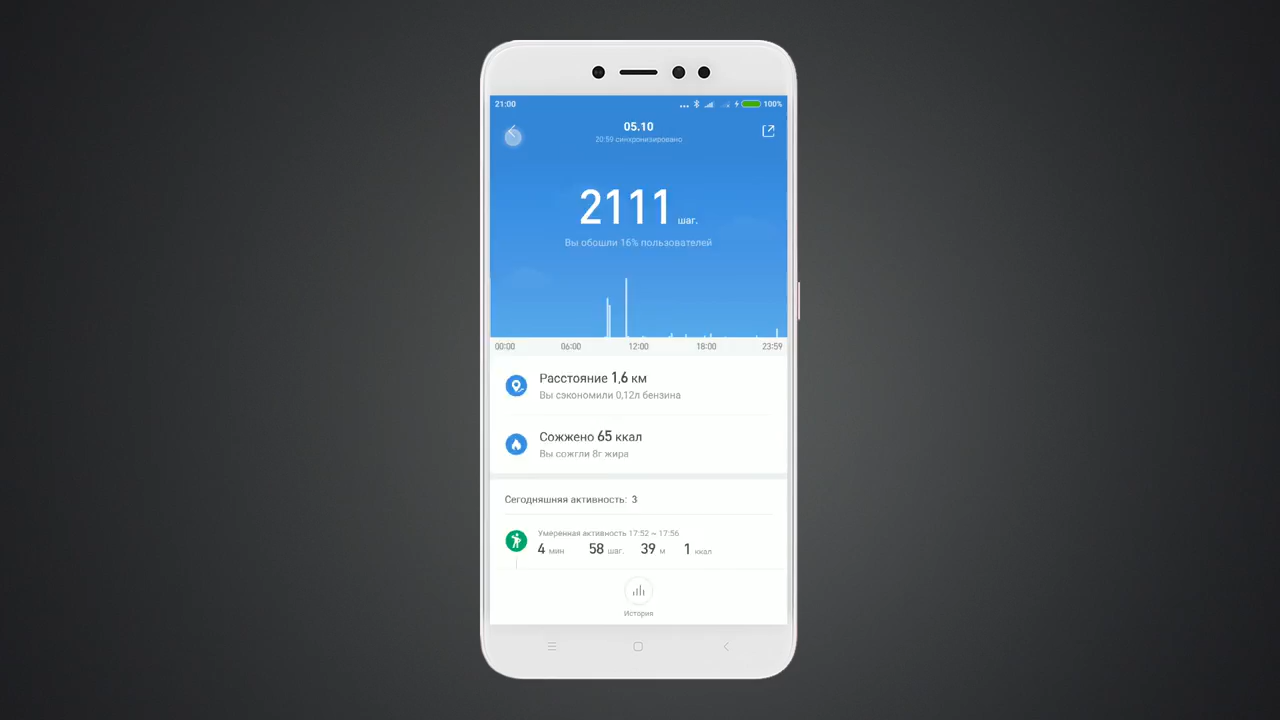 21:00 100%
05.10
20:59 синхронизировано
2111 шаг.
Вы обошли 16% пользователей
00:00 06:00 12:00 18:00 23:59
Расстояние 1,6 км
Вы сэкономили 0,12л бензина
Сожжено 65 ккал
Вы сожгли 8г жира
Сегодняшняя активность: 3
Умеренная активность 17:52 ~ 17:56
4 мин 58 шаг. 39 м 1 ккал
История